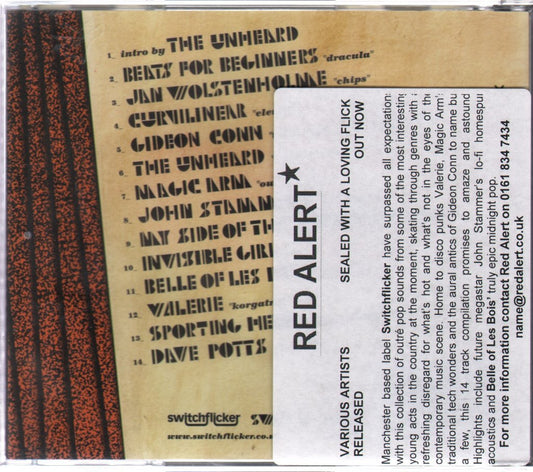 1. intro by THE UNHEARD
2. BEATS FOR BEGINNERS "dracula"
3. JAN WOLSTENHOLME "chips"
4. CURVILINEAR
5. GIDEON CONN
6. THE UNHEARD
7. MAGIC ARM
8. JOHN STAMM
9. MY SIDE OF TH
10. INVISIBLE GIR
11. BELLE OF LES
12. VALERIE "korgatr
13. SPORTING HE
14. DAVE POTTS
switchflicker
www.switchflicker.co
RED ALERT★
VARIOUS ARTISTS SEALED WITH A LOVING FLICK
RELEASED OUT NOW
Manchester based label Switchflicker have surpassed all expectation
with this collection of outré pop sounds from some of the most interesting
young acts in the country at the moment, skating through genres with
refreshing disregard for what's hot and what's not in the eyes of the
contemporary music scene. Home to disco punks Valerie, Magic Arm'
traditional tech wonders and the aural antics of Gideon Conn to name bu
a few, this 14 track compilation promises to amaze and astound
Highlights include future megastar John Stammer's lo-fi homespun
acoustics and Belle of Les Bois' truly epic midnight pop.
For more information contact Red Alert on 0161 834 7434
name@redalert.co.uk